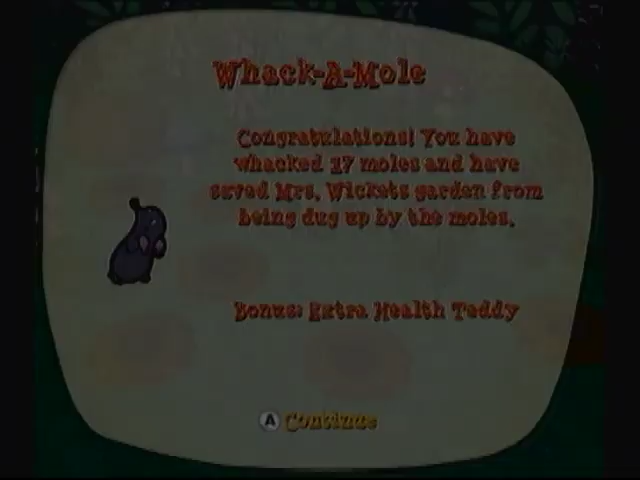 Whack-A-Mole
Congratulations! You have
whacked 17 moles and have
saved Mrs. Wickets garden from
being dug up by the moles.
Bonus: Extra Health Teddy
A Continue